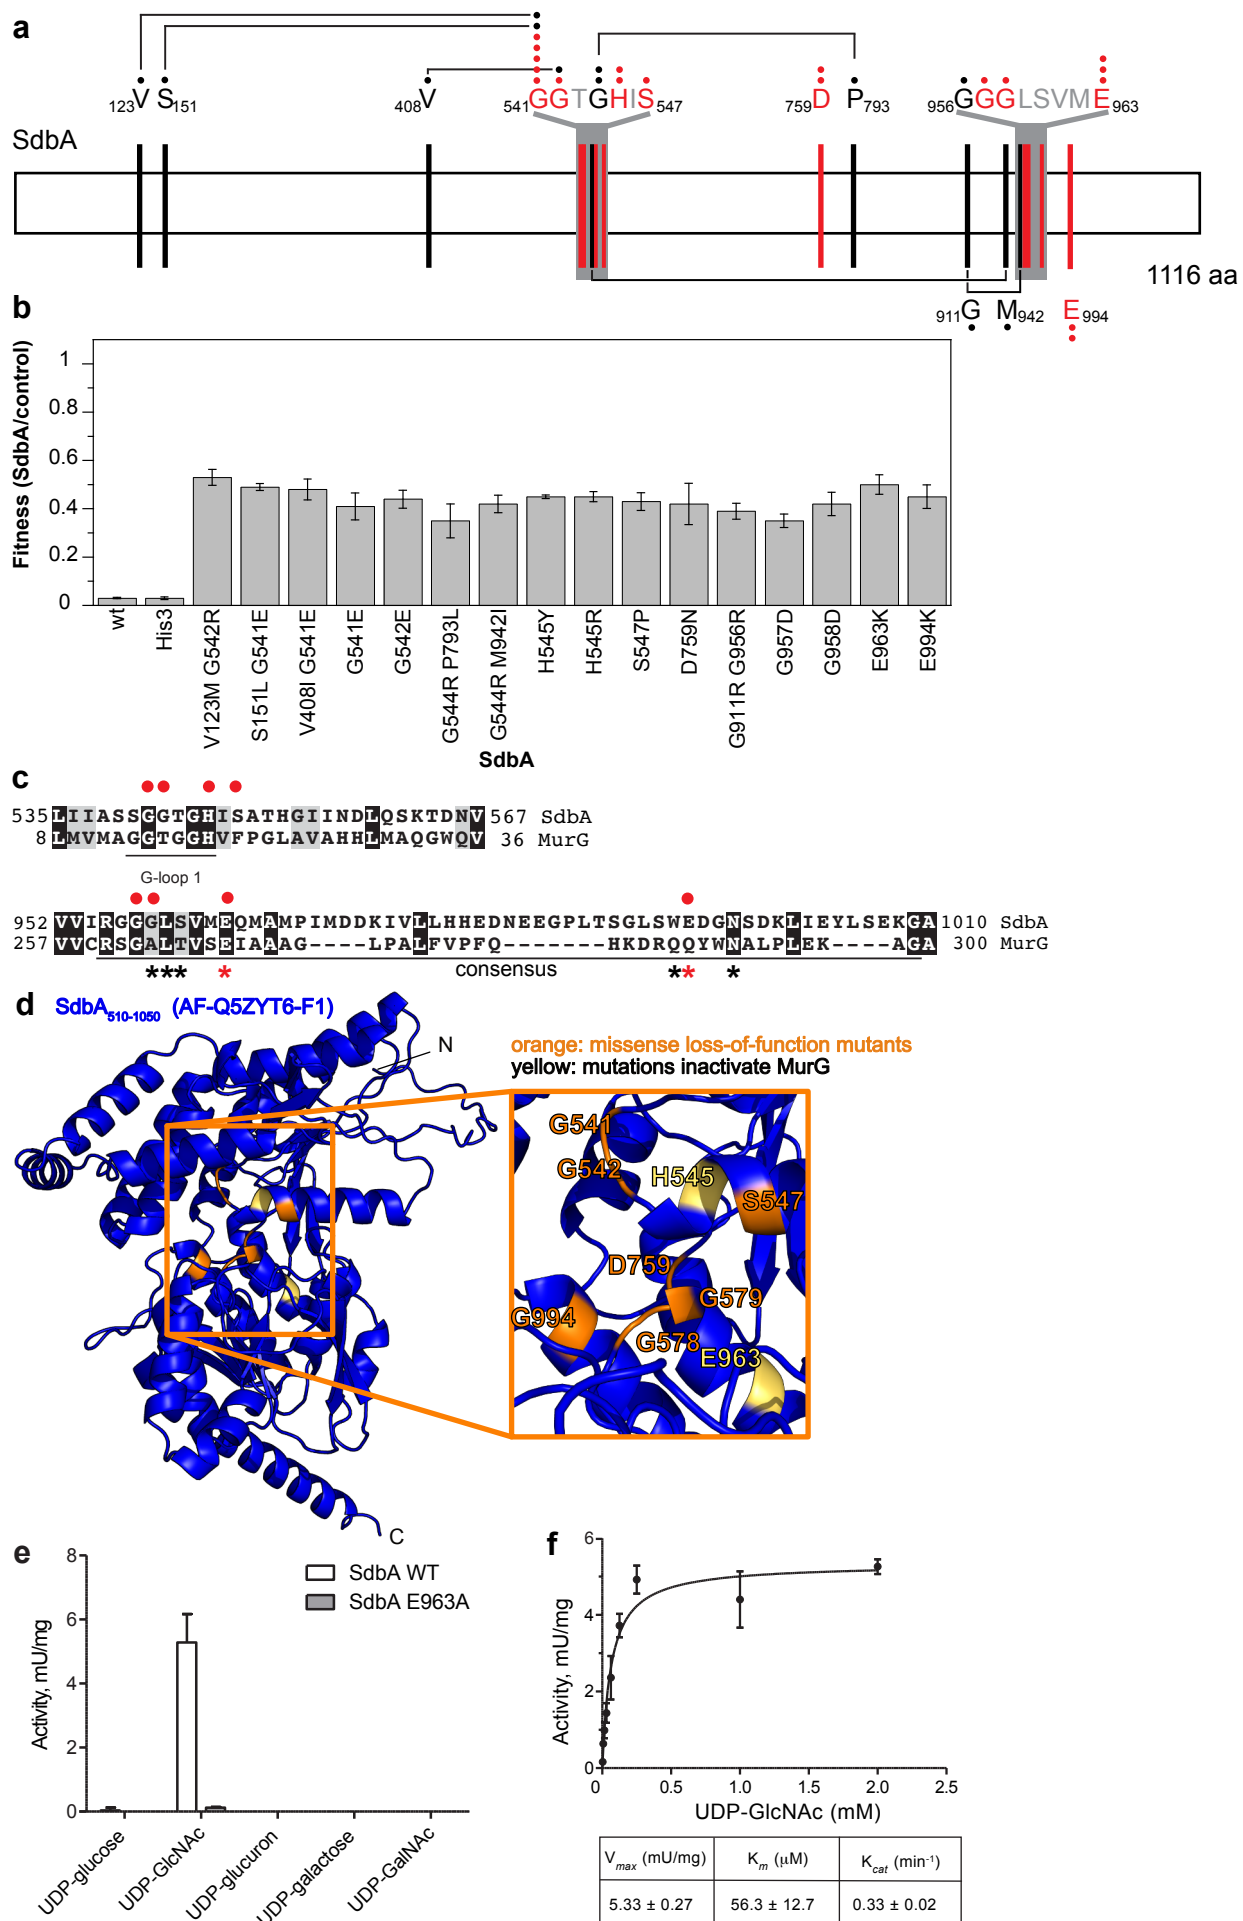 a
123V S151 408V 541GGTGHIS547 759D P793 956GGGLSVME963
SdbA
1116 aa
911G M942 E994
b
Fitness (SdbA/control)
1
0.8
0.6
0.4
0.2
0
wt
His3
V123M G542R
S151L G541E
V408I G541E
G541E
G542E
G544R P793L
G544R M942I
H545Y
H545R
S547P
D759N
G911R G956R
G957D
G958D
E963K
E994K
SdbA
c
535 LIIASSGGTGHISATHGIINDLQSKTDNV 567 SdbA
8 LMVMAGGTGGHVFPGLAVAHHLMAQGWQV 36 MurG
G-loop 1
952 VVIRGGGLSVMEQMAMPIMDDKIVLLHHEDNEEGPLTSGLSWEDGNSDKLIEYLSEKGA 1010 SdbA
257 VVCRSGALTVSEIAAAG----LPALFVPFQ-------HKDRQQYWNALPLEK----AGA 300 MurG
*** * ** *
consensus
d SdbA510-1050 (AF-Q5ZYT6-F1)
N
orange: missense loss-of-function mutants
yellow: mutations inactivate MurG
G541
G542
H545
S547
D759
G579
G994
G578
E963
C
e
Activity, mU/mg
8
6
4
2
0
SdbA WT
SdbA E963A
UDP-glucose
UDP-GlcNAc
UDP-glucuron
UDP-galactose
UDP-GalNAc
f
Activity, mU/mg
6
4
2
0
0 0.5 1.0 1.5 2.0 2.5
UDP-GlcNAc (mM)
Vmax (mU/mg) Km (µM) Kcat (min-1)
5.33 ± 0.27 56.3 ± 12.7 0.33 ± 0.02